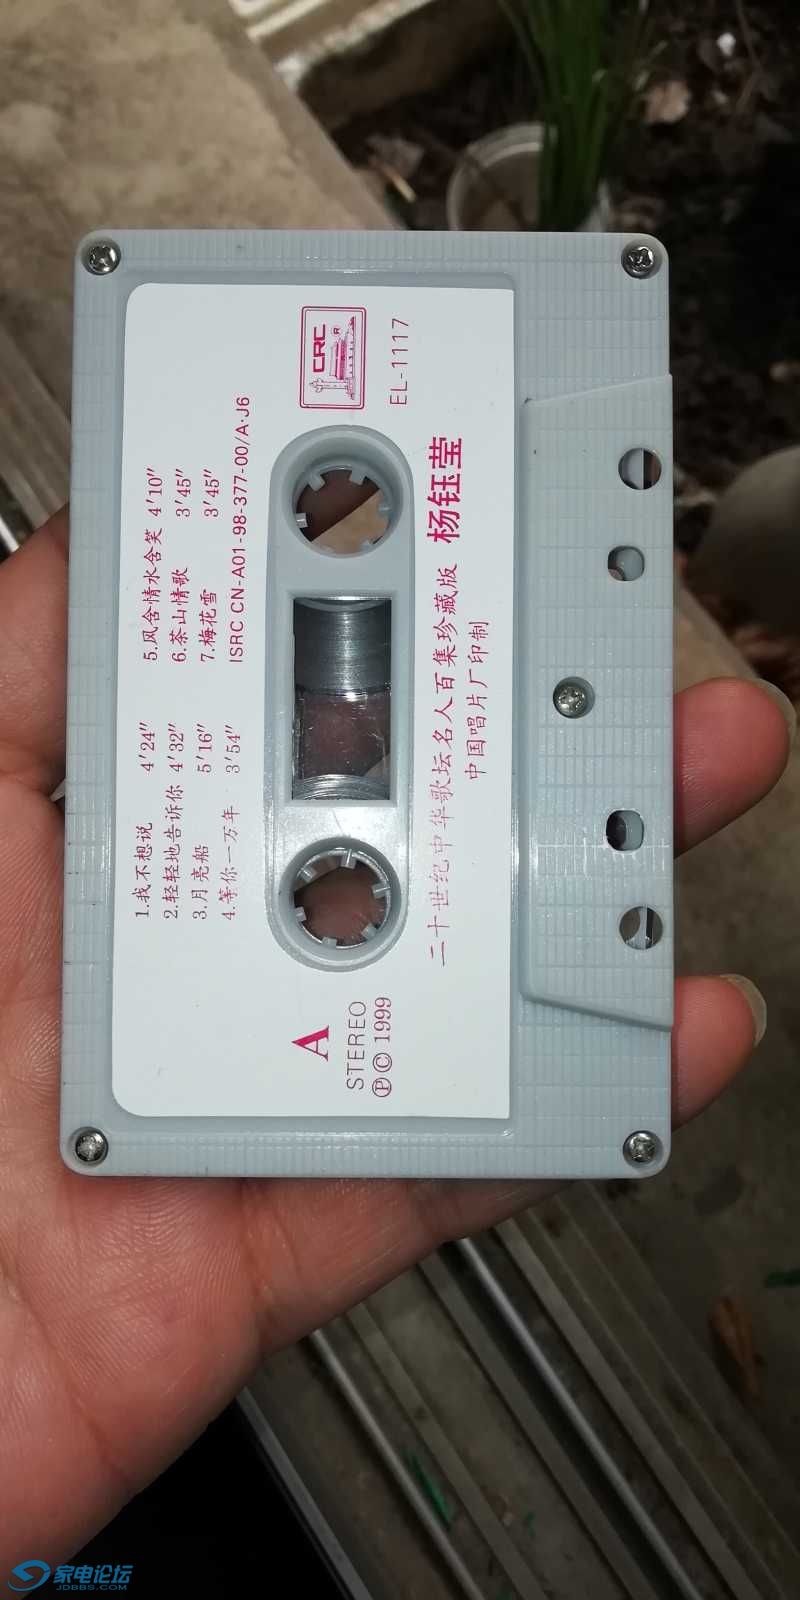 1.我不想说 4′24″
2.轻轻地告诉你 4′32″
3.月亮船 5′16″
4.等你一万年 3′54″
5.风含情水含笑 4′10″
6.茶山情歌 3′45″
7.梅花雪 3′45″
ISRC CN-A01-98-377-00/A·J6
A
STEREO
Ⓟ © 1999
CRC
®
EL-1117
二十世纪中华歌坛名人百集珍藏版 杨钰莹
中国唱片厂印制
家电论坛
JDBBS.COM